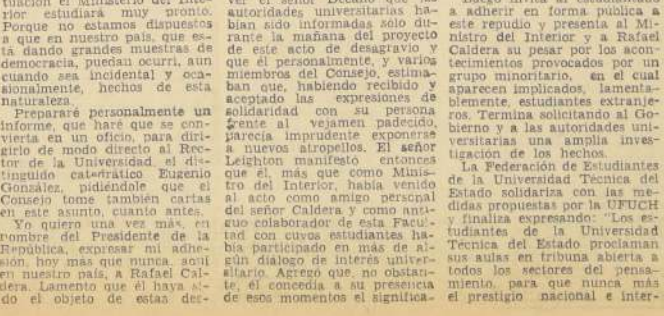 tuación el Ministerio del Inte-
rior estudiará muy pronto.
Porque no estamos dispuestos
a que en nuestro país, que es-
tá dando grandes muestras de
democracia, puedan ocurrir, aun
cuando sea incidental y oca-
sionalmente, hechos de esta
naturaleza.
Prepararé personalmente un
informe, que haré que se con-
vierta en un oficio, para diri-
girlo de modo directo al Rec-
tor de la Universidad, el dis-
tinguido catedrático Eugenio
González, pidiéndole que el
Consejo tome también cartas
en este asunto, cuanto antes.
Yo quiero una vez más, en
nombre del Presidente de la
República, expresar mi adhe-
sión, hoy más que nunca, aquí
en nuestro país, a Rafael Cal-
dera. Lamento que él haya si-
do el objeto de estas des-
ver el señor Decano que las
autoridades universitarias ha-
bían sido informadas sólo du-
rante la mañana del proyecto
de este acto de desagravio y
que él personalmente, y varios
miembros del Consejo, estima-
ban que, habiendo recibido y
aceptado las expresiones de
solidaridad con su persona
frente al vejamen padecido,
parecía imprudente exponerse
a nuevos atropellos. El señor
Leighton manifestó entonces
que él, más que como Minis-
tro del Interior, había venido
al acto como amigo personal
del señor Caldera y como anti-
guo colaborador de esta Facul-
tad con cuyos estudiantes ha-
bía participado en más de al-
gún diálogo de interés univer-
sitario. Agregó que, no obstan-
te, él concedía a su presencia
de esos momentos el significa-
a adherir en forma pública a
este repudio y presenta al Mi-
nistro del Interior y a Rafael
Caldera su pesar por los acon-
tecimientos provocados por un
grupo minoritario, en el cual
aparecen implicados, lamenta-
blemente, estudiantes extranje-
ros. Termina solicitando al Go-
bierno y a las autoridades uni-
versitarias una amplia inves-
tigación de los hechos.
La Federación de Estudiantes
de la Universidad Técnica del
Estado solidariza con las me-
didas propuestas por la UFUCH
y finaliza expresando: "Los es-
tudiantes de la Universidad
Técnica del Estado proclaman
sus aulas en tribuna abierta a
todos los sectores del pensa-
miento, para que nunca más
el prestigio nacional e inter-